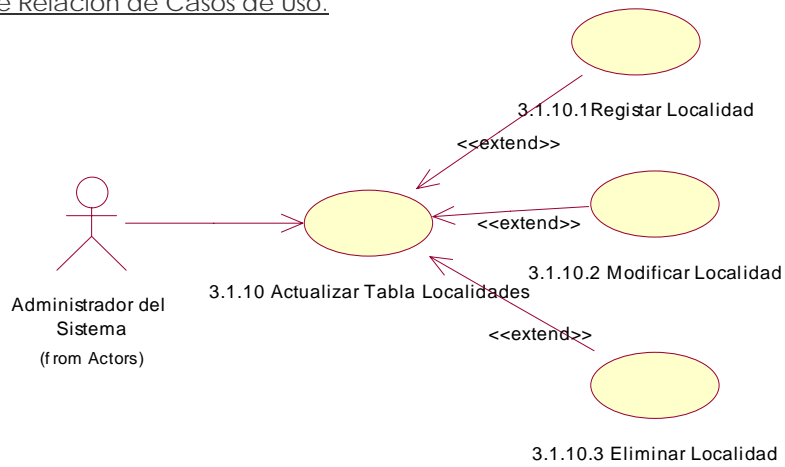 e Relación de Casos de Uso.
3.1.10.1Registar Localidad
<<extend>>
<<extend>>
3.1.10.2 Modificar Localidad
3.1.10 Actualizar Tabla Localidades
Administrador del
Sistema
(from Actors)
<<extend>>
3.1.10.3 Eliminar Localidad